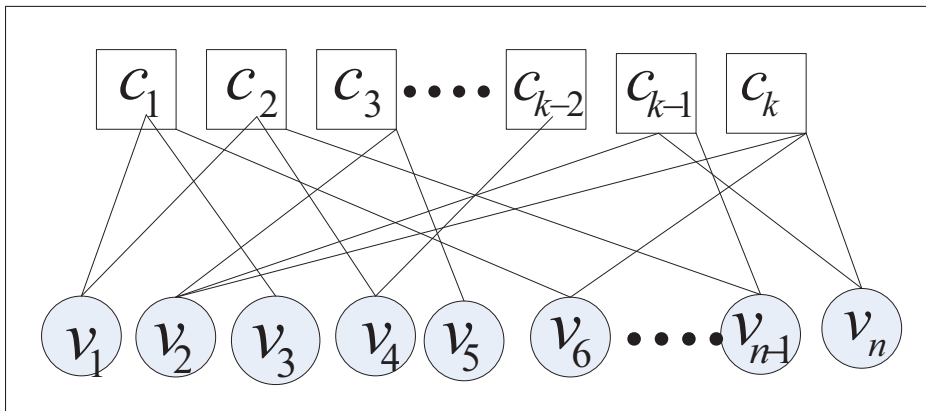 c₁ c₂ c₃ •••• cₖ₋₂ cₖ₋₁ cₖ
v₁ v₂ v₃ v₄ v₅ v₆ •••• vₙ₋₁ vₙ